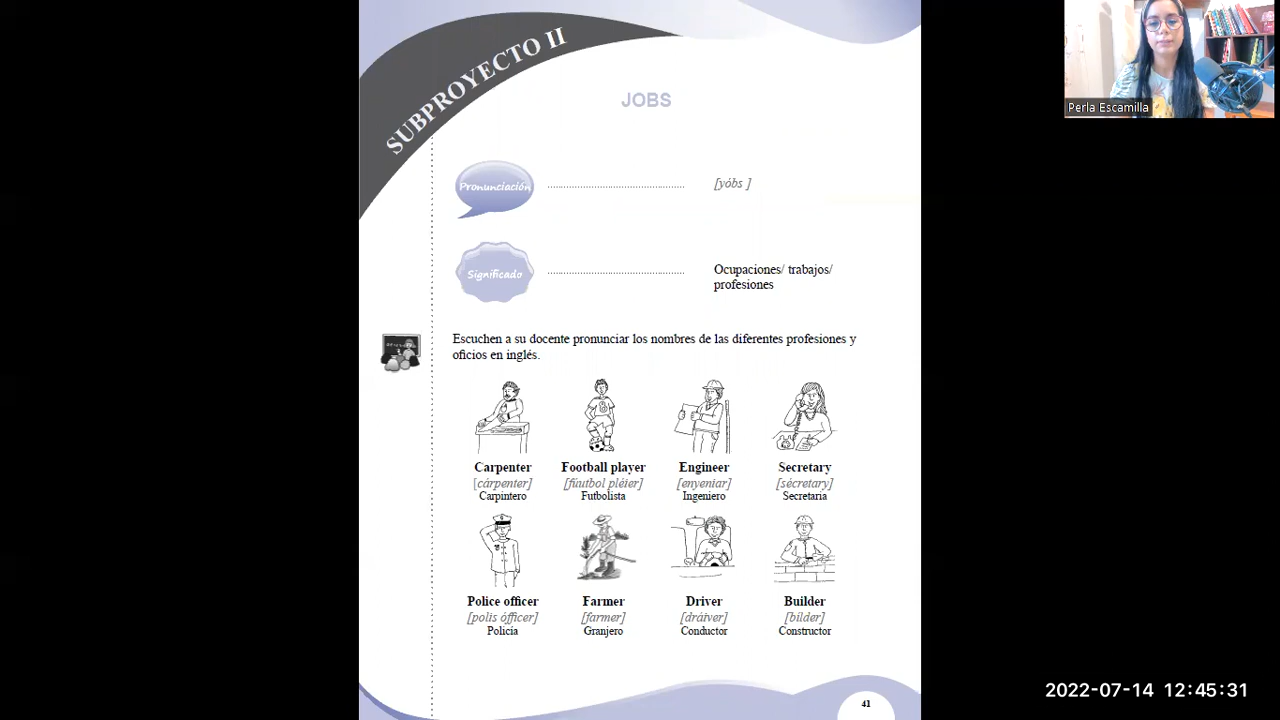 SUBPROYECTO II
JOBS
Pronunciación
[yóbs ]
Significado
Ocupaciones/ trabajos/
profesiones
Escuchen a su docente pronunciar los nombres de las diferentes profesiones y
oficios en inglés.
Carpenter Football player Engineer Secretary
[cárpenter] [fúutbol pléier] [enyeniar] [sécretary]
Carpintero Futbolista Ingeniero Secretaria
Police officer Farmer Driver Builder
[polis ófficer] [farmer] [dráiver] [bílder]
Policía Granjero Conductor Constructor
41
Perla Escamilla
2022-07-14 12:45:31